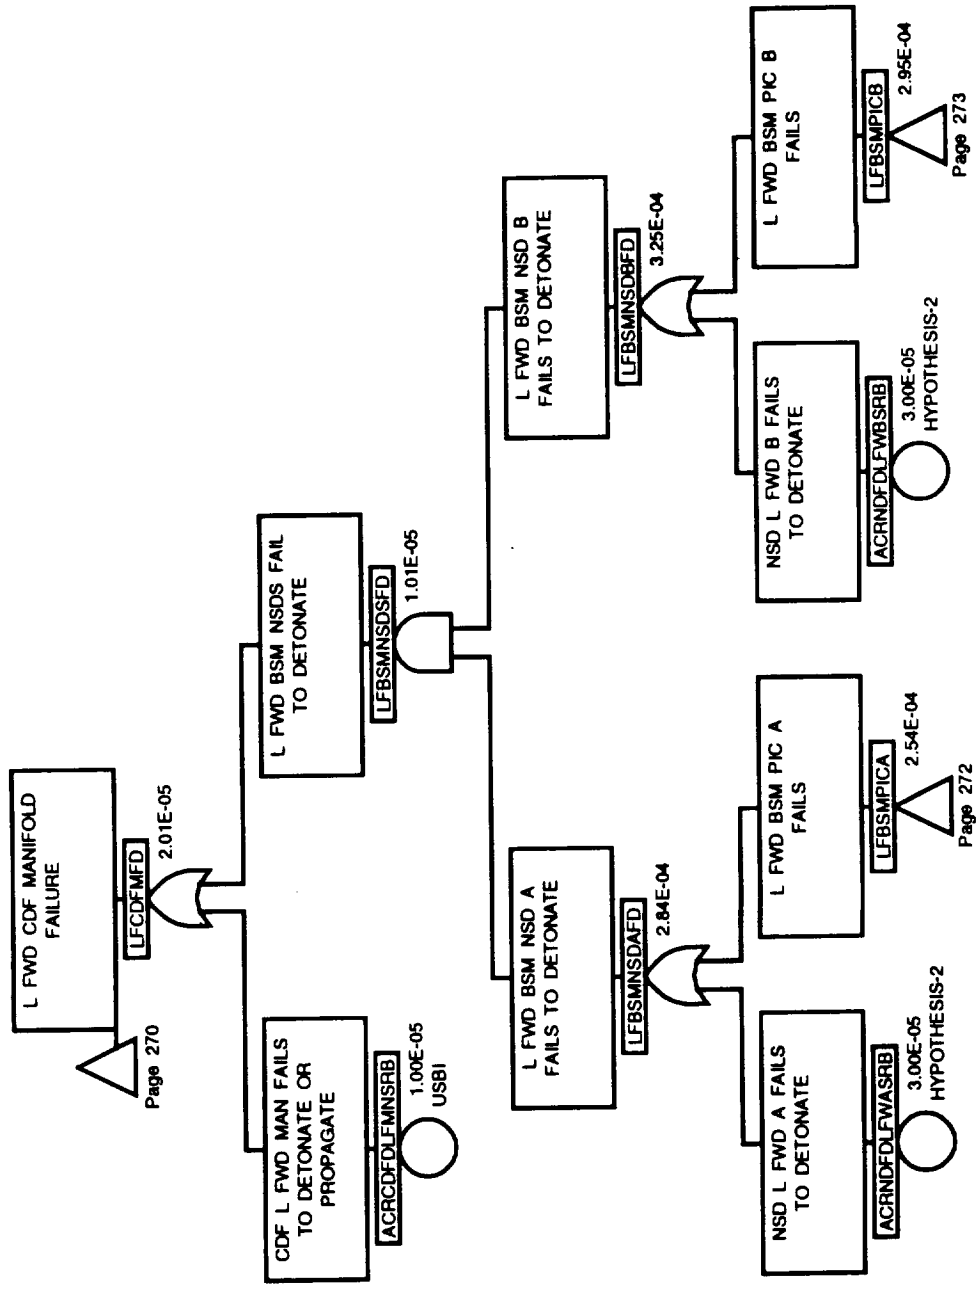 L FWD CDF MANIFOLD
FAILURE
LFCDFMFD
2.01E-05
Page 270
CDF L FWD MAN FAILS
TO DETONATE OR
PROPAGATE
ACRCDFDLFMNSRB
1.00E-05
USBI
L FWD BSM NSDS FAIL
TO DETONATE
LFBSMNSDSFD
1.01E-05
L FWD BSM NSD A
FAILS TO DETONATE
LFBSMNSDAFD
2.84E-04
L FWD BSM NSD B
FAILS TO DETONATE
LFBSMNSDBFD
3.25E-04
NSD L FWD A FAILS
TO DETONATE
ACRNDFDLFWASRB
3.00E-05
HYPOTHESIS-2
L FWD BSM PIC A
FAILS
LFBSMPICA
2.54E-04
Page 272
NSD L FWD B FAILS
TO DETONATE
ACRNDFDLFWBSRB
3.00E-05
HYPOTHESIS-2
L FWD BSM PIC B
FAILS
LFBSMPICB
2.95E-04
Page 273